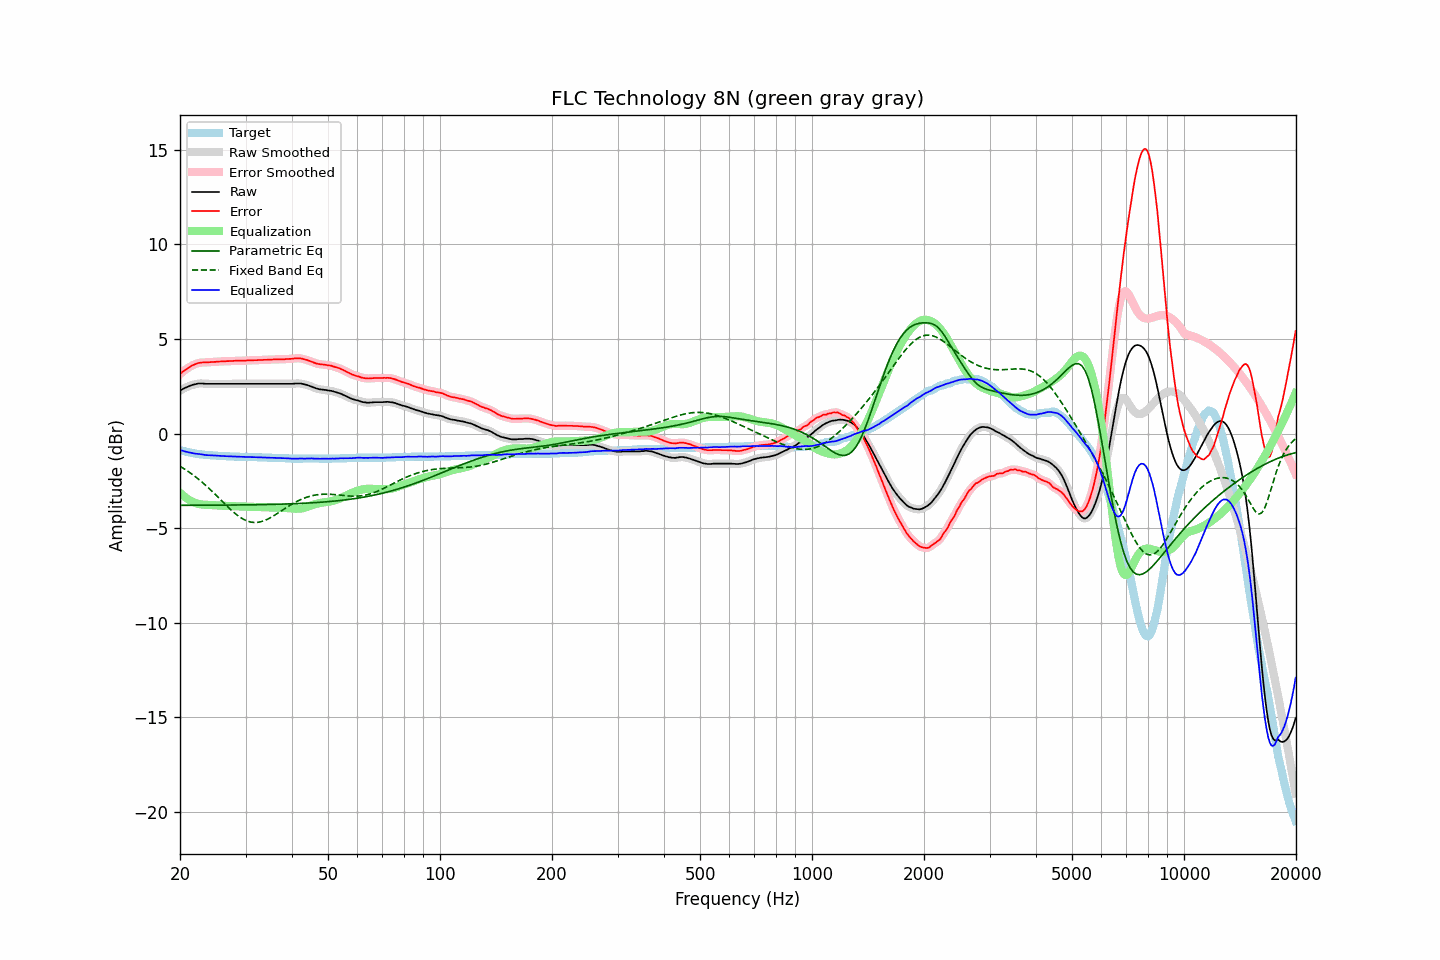 FLC Technology 8N (green gray gray)
Target
Raw Smoothed
Error Smoothed
Raw
Error
Equalization
Parametric Eq
Fixed Band Eq
Equalized
Amplitude (dBr)
15
10
5
0
−5
−10
−15
−20
20 50 100 200 500 1000 2000 5000 10000 20000
Frequency (Hz)